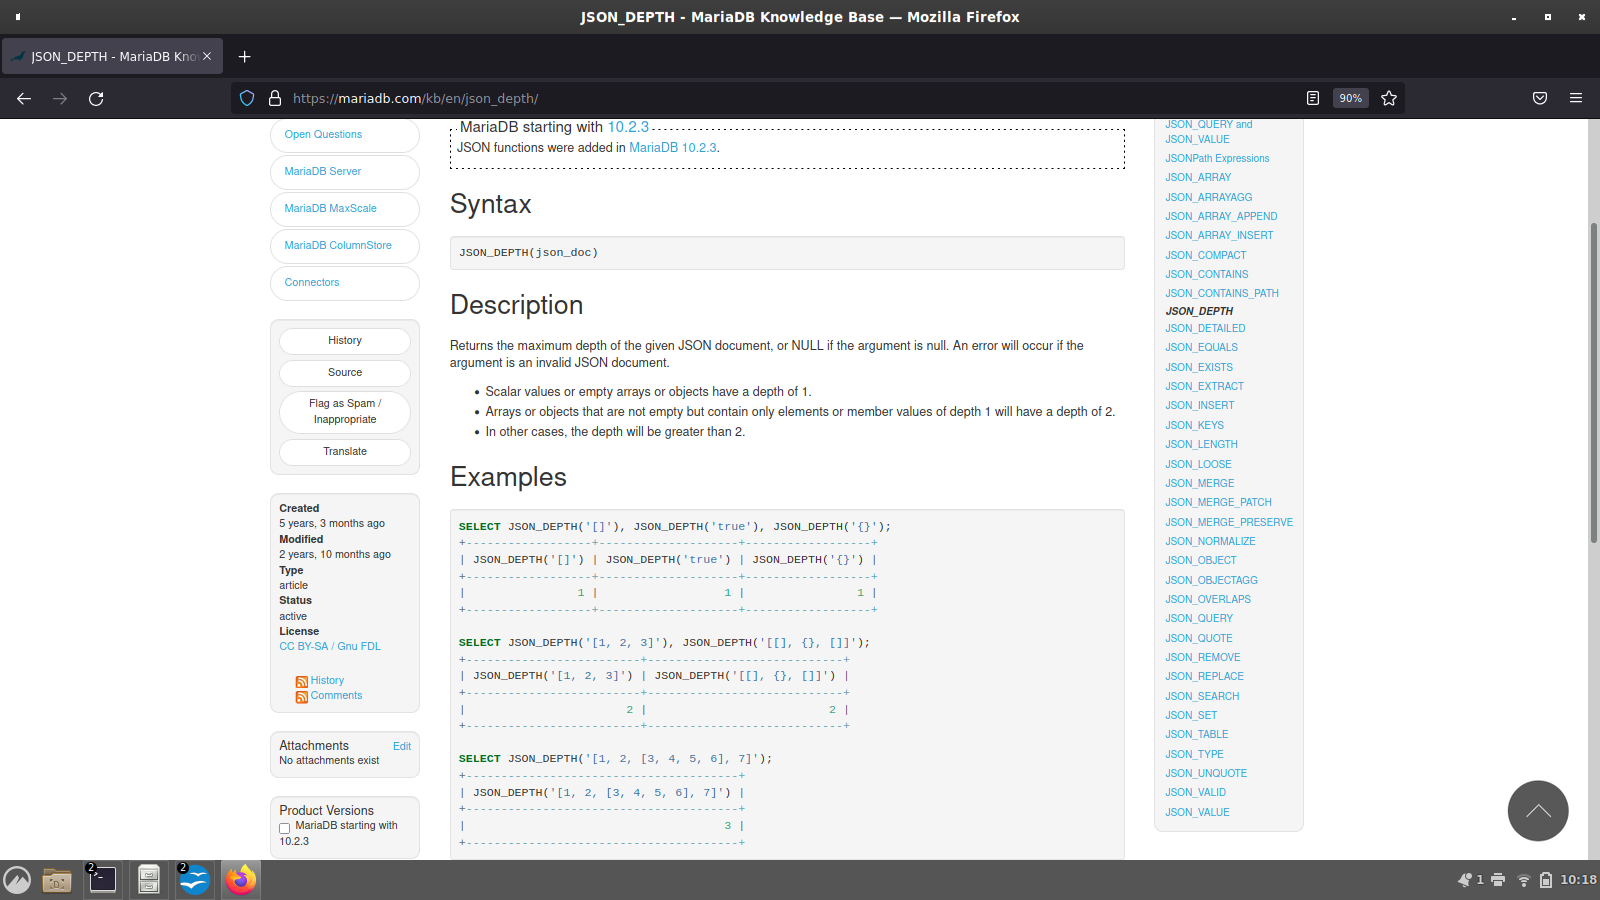 JSON_DEPTH - MariaDB Knowledge Base — Mozilla Firefox
JSON_DEPTH - MariaDB Kno
https://mariadb.com/kb/en/json_depth/
90%
Open Questions
MariaDB Server
MariaDB MaxScale
MariaDB ColumnStore
Connectors
History
Source
Flag as Spam /
Inappropriate
Translate
Created
5 years, 3 months ago
Modified
2 years, 10 months ago
Type
article
Status
active
License
CC BY-SA / Gnu FDL
History
Comments
Attachments Edit
No attachments exist
Product Versions
MariaDB starting with
10.2.3
MariaDB starting with 10.2.3
JSON functions were added in MariaDB 10.2.3.
Syntax
JSON_DEPTH(json_doc)
Description
Returns the maximum depth of the given JSON document, or NULL if the argument is null. An error will occur if the
argument is an invalid JSON document.
• Scalar values or empty arrays or objects have a depth of 1.
• Arrays or objects that are not empty but contain only elements or member values of depth 1 will have a depth of 2.
• In other cases, the depth will be greater than 2.
Examples
SELECT JSON_DEPTH('[]'), JSON_DEPTH('true'), JSON_DEPTH('{}');
+------------------+--------------------+------------------+
| JSON_DEPTH('[]') | JSON_DEPTH('true') | JSON_DEPTH('{}') |
+------------------+--------------------+------------------+
|                1 |                  1 |                1 |
+------------------+--------------------+------------------+
SELECT JSON_DEPTH('[1, 2, 3]'), JSON_DEPTH('[[], {}, []]');
+-------------------------+----------------------------+
| JSON_DEPTH('[1, 2, 3]') | JSON_DEPTH('[[], {}, []]') |
+-------------------------+----------------------------+
|                       2 |                          2 |
+-------------------------+----------------------------+
SELECT JSON_DEPTH('[1, 2, [3, 4, 5, 6], 7]');
+---------------------------------------+
| JSON_DEPTH('[1, 2, [3, 4, 5, 6], 7]') |
+---------------------------------------+
|                                     3 |
+---------------------------------------+
JSON_QUERY and
JSON_VALUE
JSONPath Expressions
JSON_ARRAY
JSON_ARRAYAGG
JSON_ARRAY_APPEND
JSON_ARRAY_INSERT
JSON_COMPACT
JSON_CONTAINS
JSON_CONTAINS_PATH
JSON_DEPTH
JSON_DETAILED
JSON_EQUALS
JSON_EXISTS
JSON_EXTRACT
JSON_INSERT
JSON_KEYS
JSON_LENGTH
JSON_LOOSE
JSON_MERGE
JSON_MERGE_PATCH
JSON_MERGE_PRESERVE
JSON_NORMALIZE
JSON_OBJECT
JSON_OBJECTAGG
JSON_OVERLAPS
JSON_QUERY
JSON_QUOTE
JSON_REMOVE
JSON_REPLACE
JSON_SEARCH
JSON_SET
JSON_TABLE
JSON_TYPE
JSON_UNQUOTE
JSON_VALID
JSON_VALUE
2
2
1
10:18